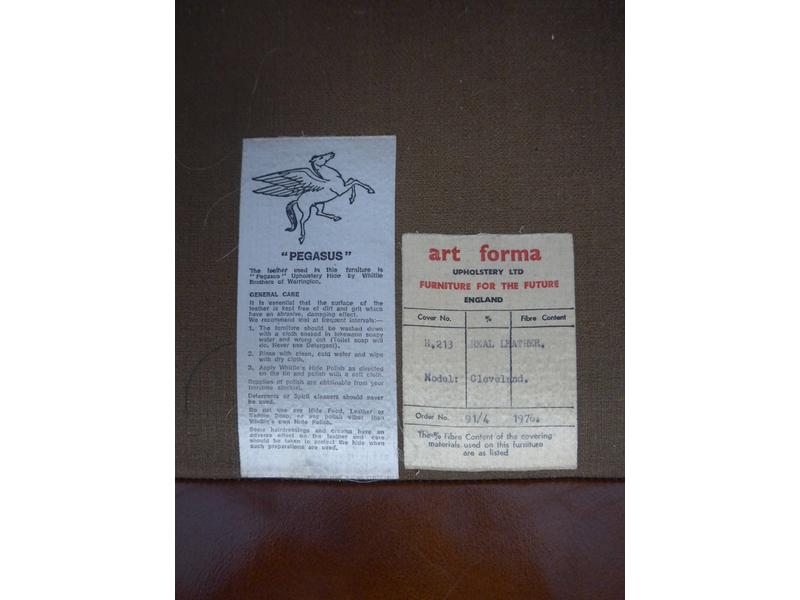 "PEGASUS"
The leather used in this furniture is
"Pegasus" Upholstery Hide by Whittle
Brothers of Warrington.
GENERAL CARE
It is essential that the surface of the
leather is kept free of dirt and grit which
have an abrasive, damaging effect.
We recommend that at frequent intervals:—
1. The furniture should be washed down
with a cloth soaked in lukewarm soapy
water and wrung out (Toilet soap will
do. Never use Detergent).
2. Rinse with clean, cold water and wipe
with dry cloth.
3. Apply Whittle's Hide Polish as directed
on the tin and polish with a soft cloth.
Supplies of polish are obtainable from your
furniture stockist.
Detergents or Spirit cleaners should never
be used.
Do not use any Hide Food, Leather or
Saddle Soap, or any polish other than
Whittle's own Hide Polish.
Some hairdressings and creams have an
adverse effect on the leather and care
should be taken to protect the hide when
such preparations are used.
art forma
UPHOLSTERY LTD
FURNITURE FOR THE FUTURE
ENGLAND
Cover No. % Fibre Content
H.213 REAL LEATHER.
Model: Cleveland.
Order No. 91/4 1976.
The % Fibre Content of the covering
materials used on this furniture
are as listed